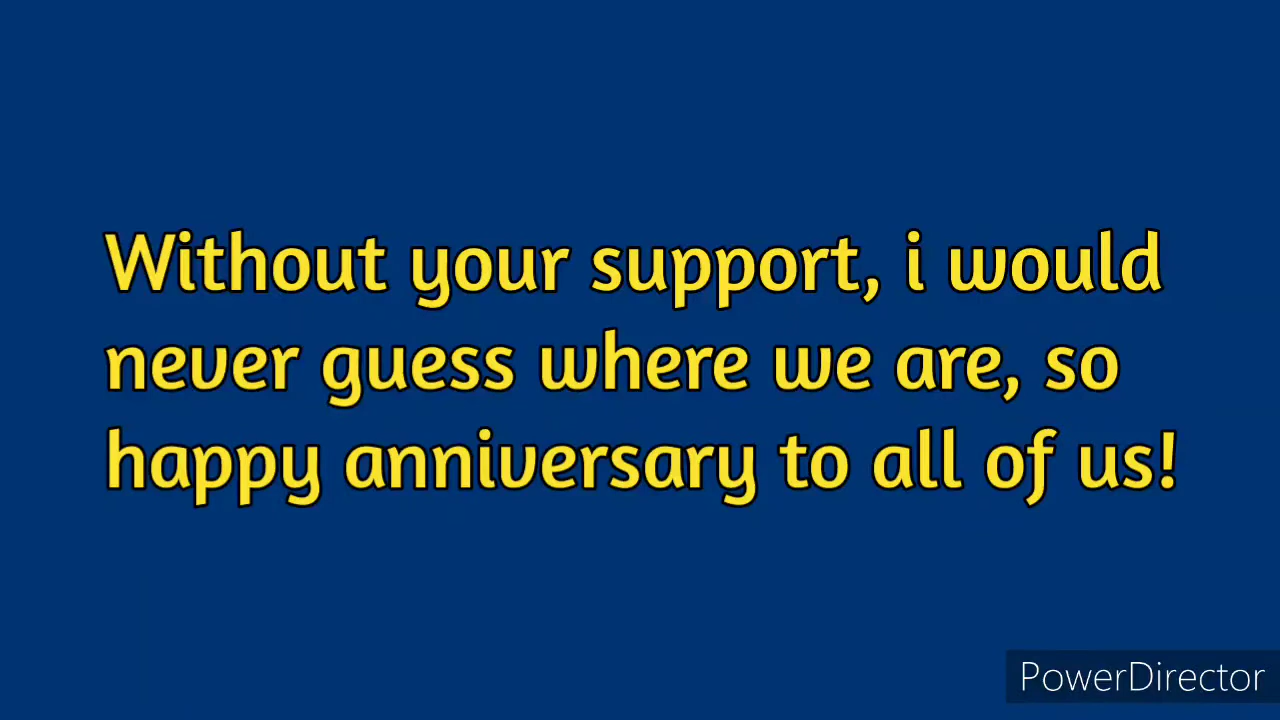 Without your support, i would
never guess where we are, so
happy anniversary to all of us!
PowerDirector